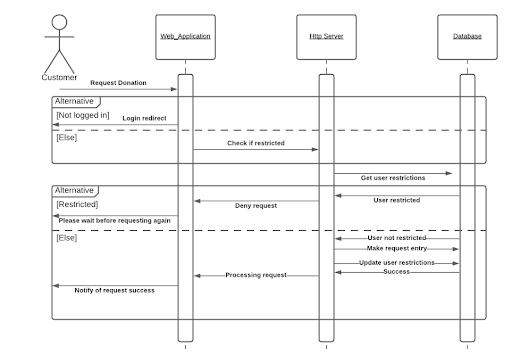 Web_Application
Http Server
Database
Customer
Request Donation
Alternative
[Not logged in]
Login redirect
[Else]
Check if restricted
Get user restrictions
Alternative
User restricted
[Restricted]
Deny request
Please wait before requesting again
[Else]
User not restricted
Make request entry
Update user restrictions
Success
Processing request
Notify of request success